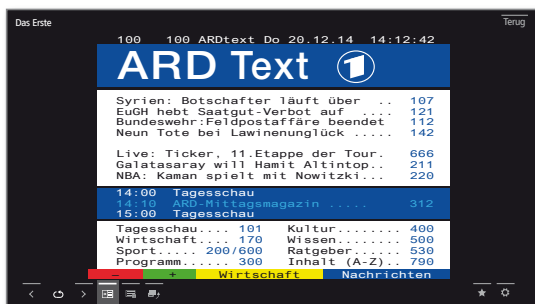 Das Erste
Terug
100 100 ARDtext Do 20.12.14 14:12:42
ARD Text 1
Syrien: Botschafter läuft über .. 107
EuGH hebt Saatgut-Verbot auf .... 121
Bundeswehr:Feldpostaffäre beendet 112
Neun Tote bei Lawinenunglück ..... 142
Live: Ticker, 11.Etappe der Tour. 666
Galatasaray will Hamit Altintop.. 211
NBA: Kaman spielt mit Nowitzki... 220
14:00 Tagesschau
14:10 ARD-Mittagsmagazin ..... 312
15:00 Tagesschau
Tagesschau.... 101 Kultur........ 400
Wirtschaft... 170 Wissen........ 500
Sport..... 200/600 Ratgeber...... 530
Programm...... 300 Inhalt (A-Z).. 790
- + Wirtschaft Nachrichten